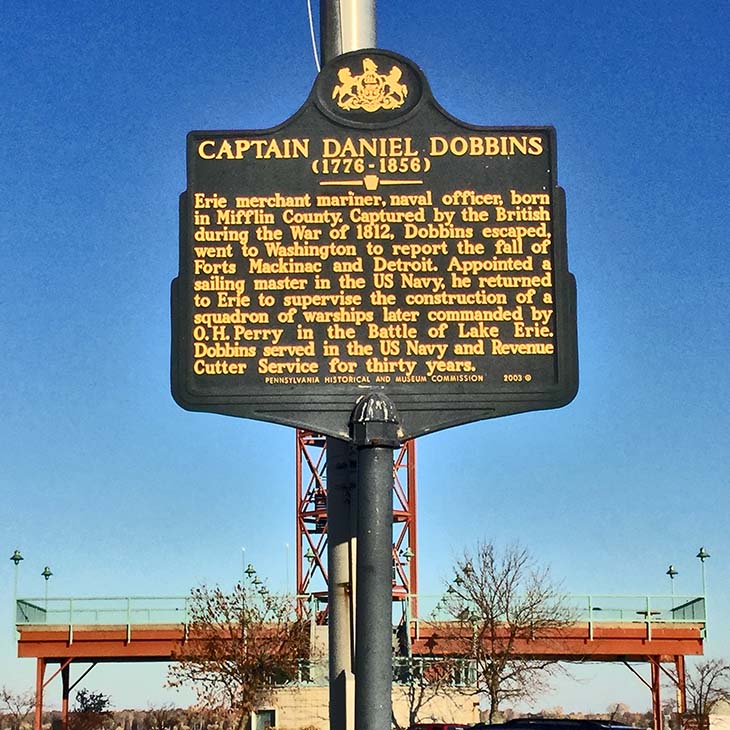 CAPTAIN DANIEL DOBBINS
(1776-1856)
Erie merchant mariner, naval officer, born
in Mifflin County. Captured by the British
during the War of 1812, Dobbins escaped,
went to Washington to report the fall of
Forts Mackinac and Detroit. Appointed a
sailing master in the US Navy, he returned
to Erie to supervise the construction of a
squadron of warships later commanded by
O.H. Perry in the Battle of Lake Erie.
Dobbins served in the US Navy and Revenue
Cutter Service for thirty years.
PENNSYLVANIA HISTORICAL AND MUSEUM COMMISSION 2003 ©